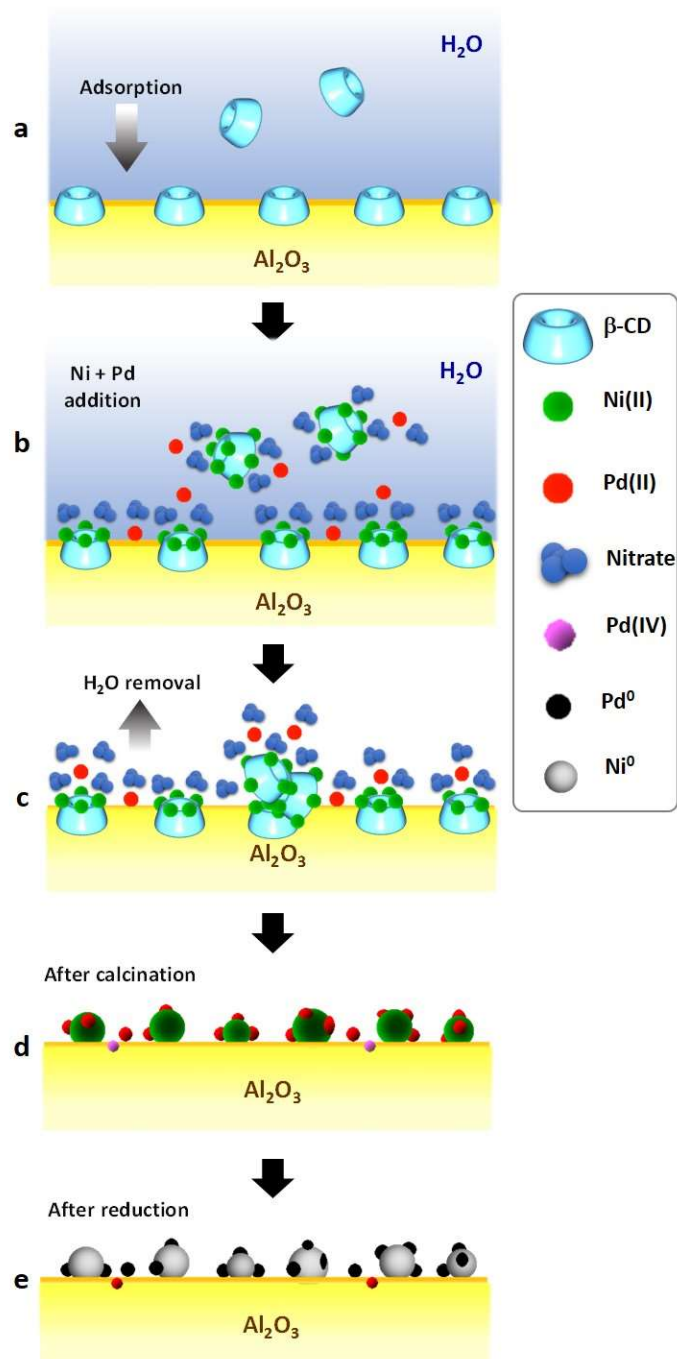 H₂O
Adsorption
a
Al₂O₃
β-CD
Ni(II)
Pd(II)
Nitrate
Pd(IV)
Pd⁰
Ni⁰
Ni + Pd
addition
H₂O
b
Al₂O₃
H₂O removal
c
Al₂O₃
After calcination
d
Al₂O₃
After reduction
e
Al₂O₃